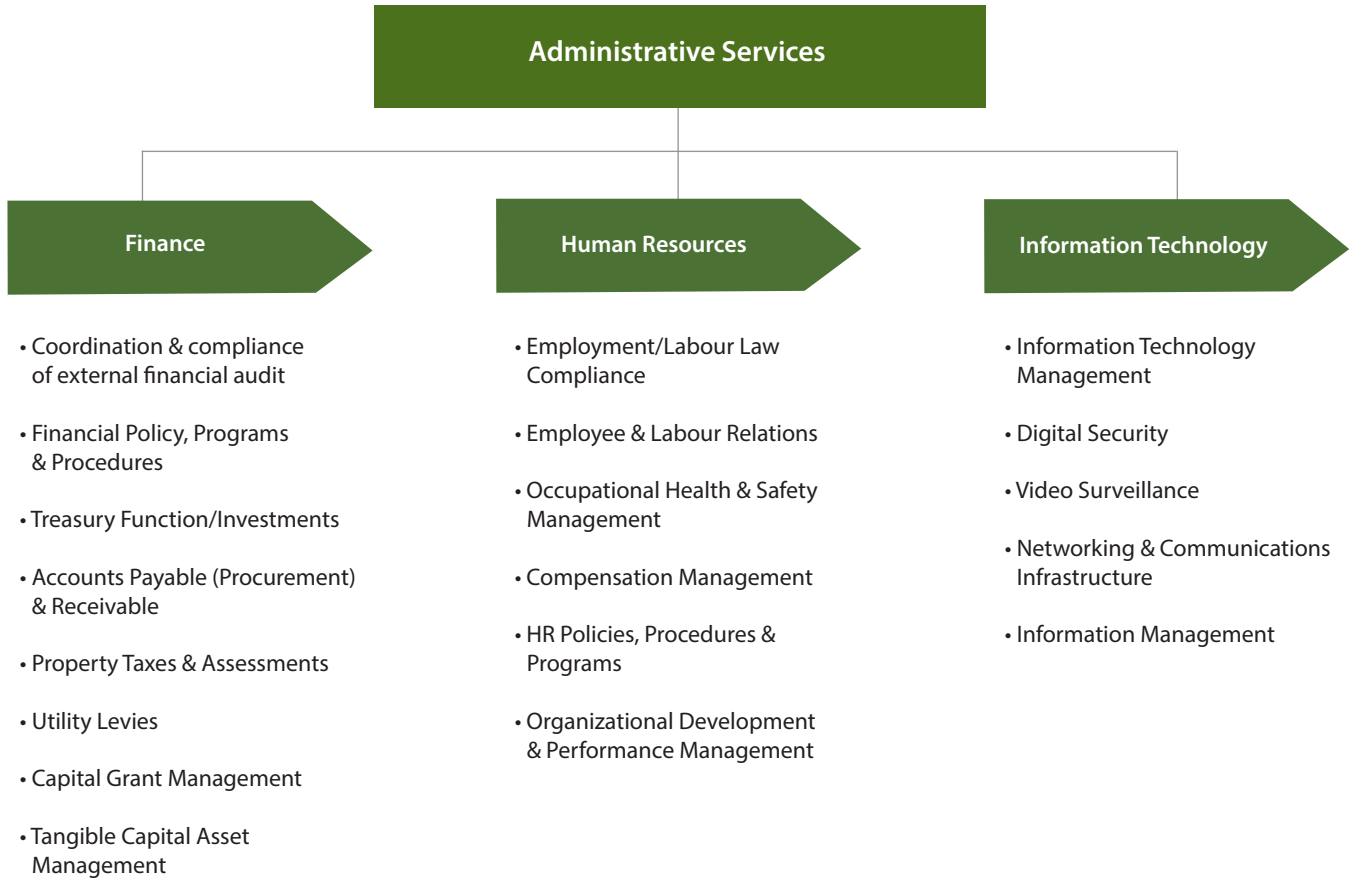 Administrative Services
Finance
• Coordination & compliance
of external financial audit
• Financial Policy, Programs
& Procedures
• Treasury Function/Investments
• Accounts Payable (Procurement)
& Receivable
• Property Taxes & Assessments
• Utility Levies
• Capital Grant Management
• Tangible Capital Asset
Management
Human Resources
• Employment/Labour Law
Compliance
• Employee & Labour Relations
• Occupational Health & Safety
Management
• Compensation Management
• HR Policies, Procedures &
Programs
• Organizational Development
& Performance Management
Information Technology
• Information Technology
Management
• Digital Security
• Video Surveillance
• Networking & Communications
Infrastructure
• Information Management